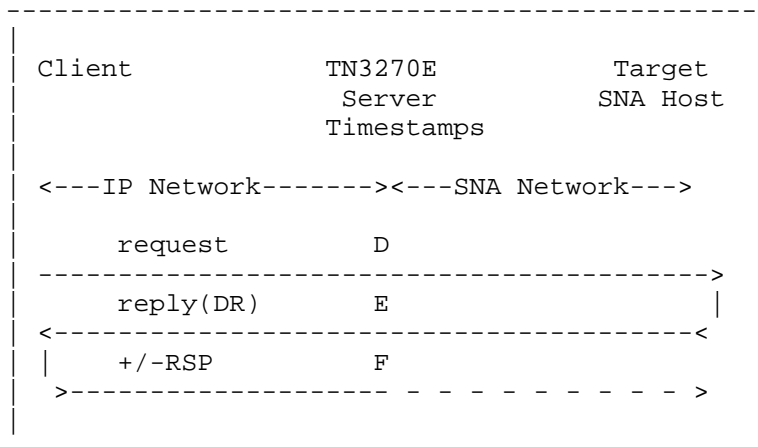 ------------------------------------------------
|
| Client            TN3270E            Target
|                    Server           SNA Host
|                   Timestamps
|
| <---IP Network-------><---SNA Network--->
|
|      request         D
| ------------------------------------------>
|      reply(DR)       E                     |
| <----------------------------------------<
| |    +/-RSP          F
|  >-------------------- - - - - - - - - - >
|